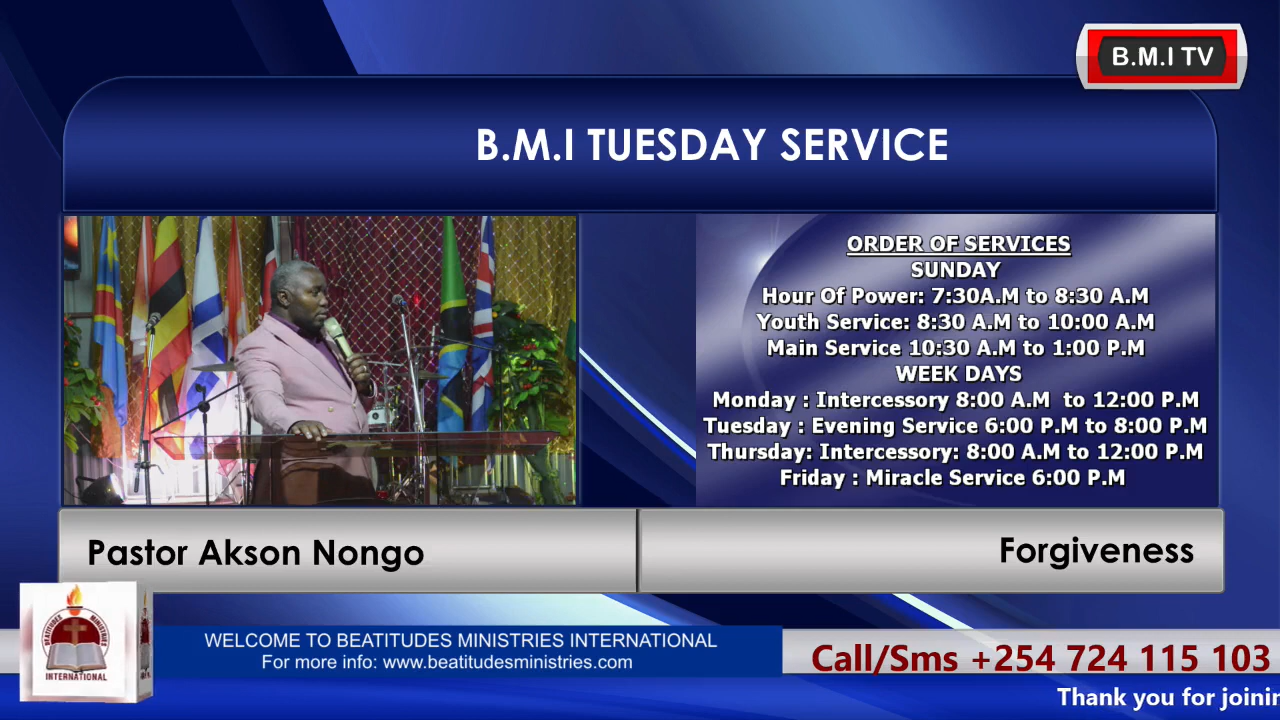 B.M.I TV
B.M.I TUESDAY SERVICE
ORDER OF SERVICES
SUNDAY
Hour Of Power: 7:30A.M to 8:30 A.M
Youth Service: 8:30 A.M to 10:00 A.M
Main Service 10:30 A.M to 1:00 P.M
WEEK DAYS
Monday : Intercessory 8:00 A.M to 12:00 P.M
Tuesday : Evening Service 6:00 P.M to 8:00 P.M
Thursday: Intercessory: 8:00 A.M to 12:00 P.M
Friday : Miracle Service 6:00 P.M
Pastor Akson Nongo
Forgiveness
BEATITUDES MINISTRIES
INTERNATIONAL
WELCOME TO BEATITUDES MINISTRIES INTERNATIONAL
For more info: www.beatitudesministries.com
Call/Sms +254 724 115 103
Thank you for joinin